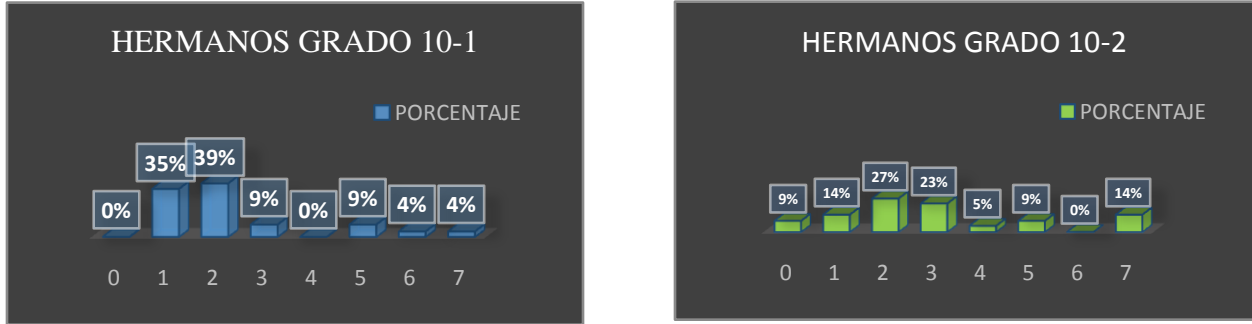 HERMANOS GRADO 10-1
PORCENTAJE
0% 35% 39% 9% 0% 9% 4% 4%
0 1 2 3 4 5 6 7
HERMANOS GRADO 10-2
PORCENTAJE
9% 14% 27% 23% 5% 9% 0% 14%
0 1 2 3 4 5 6 7